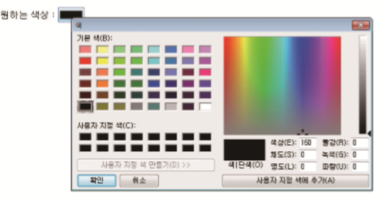 원하는 색상 :
색
기본 색(B):
사용자 지정 색(C):
사용자 지정 색 만들기(D) >>
확인 취소
색|단색(O)
색상(E): 160 빨강(R): 0
채도(S): 0 녹색(G): 0
명도(L): 0 파랑(U): 0
사용자 지정 색에 추가(A)